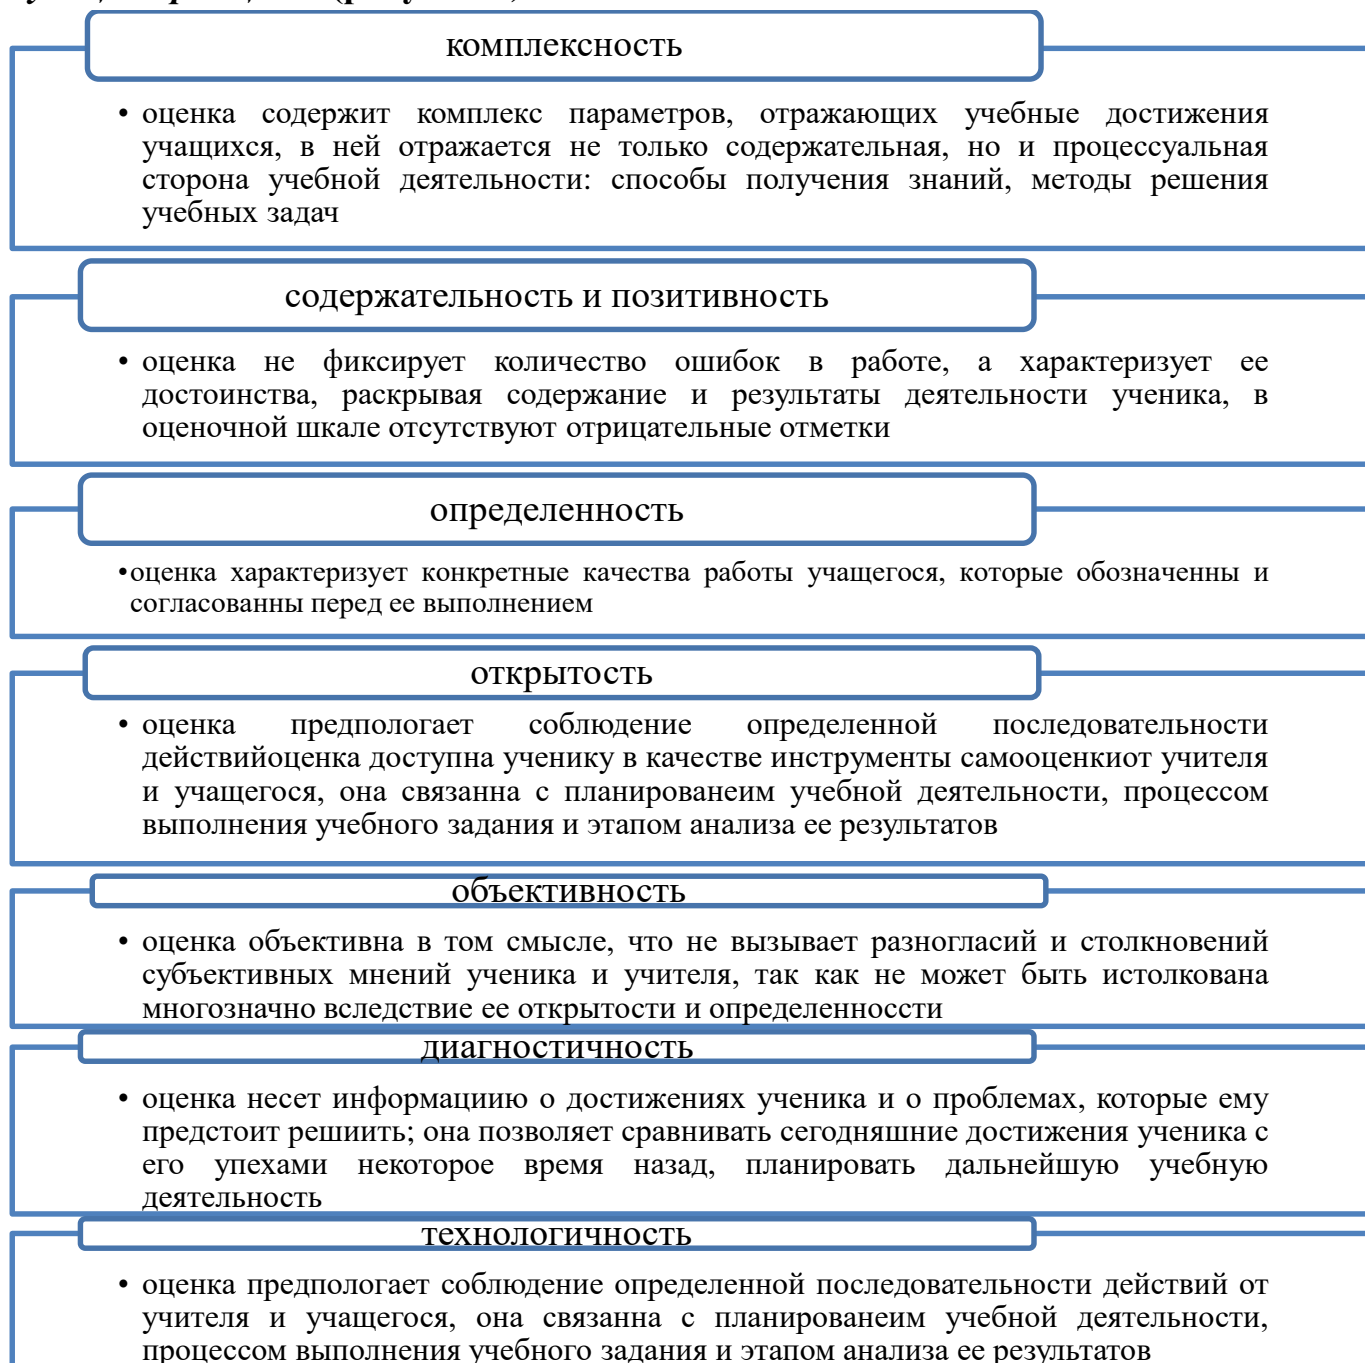 комплексность
• оценка содержит комплекс параметров, отражающих учебные достижения
учащихся, в ней отражается не только содержательная, но и процессуальная
сторона учебной деятельности: способы получения знаний, методы решения
учебных задач
содержательность и позитивность
• оценка не фиксирует количество ошибок в работе, а характеризует ее
достоинства, раскрывая содержание и результаты деятельности ученика, в
оценочной шкале отсутствуют отрицательные отметки
определенность
•оценка характеризует конкретные качества работы учащегося, которые обозначенны и
согласованны перед ее выполнением
открытость
• оценка предпологает соблюдение определенной последовательности
действийоценка доступна ученику в качестве инструменты самооценкиот учителя
и учащегося, она связанна с планированеим учебной деятельности, процессом
выполнения учебного задания и этапом анализа ее результатов
объективность
• оценка объективна в том смысле, что не вызывает разногласий и столкновений
субъективных мнений ученика и учителя, так как не может быть истолкована
многозначно вследствие ее открытости и определенноссти
диагностичность
• оценка несет информациию о достижениях ученика и о проблемах, которые ему
предстоит решиить; она позволяет сравнивать сегодняшние достижения ученика с
его упехами некоторое время назад, планировать дальнейшую учебную
деятельность
технологичность
• оценка предпологает соблюдение определенной последовательности действий от
учителя и учащегося, она связанна с планированеим учебной деятельности,
процессом выполнения учебного задания и этапом анализа ее результатов